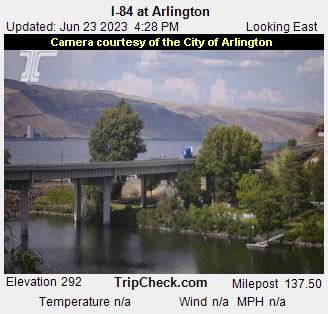 I-84 at Arlington
Updated: Jun 23 2023 4:28 PM Looking East
Camera courtesy of the City of Arlington
Elevation 292 TripCheck.com Milepost 137.50
Temperature n/a Wind n/a MPH n/a